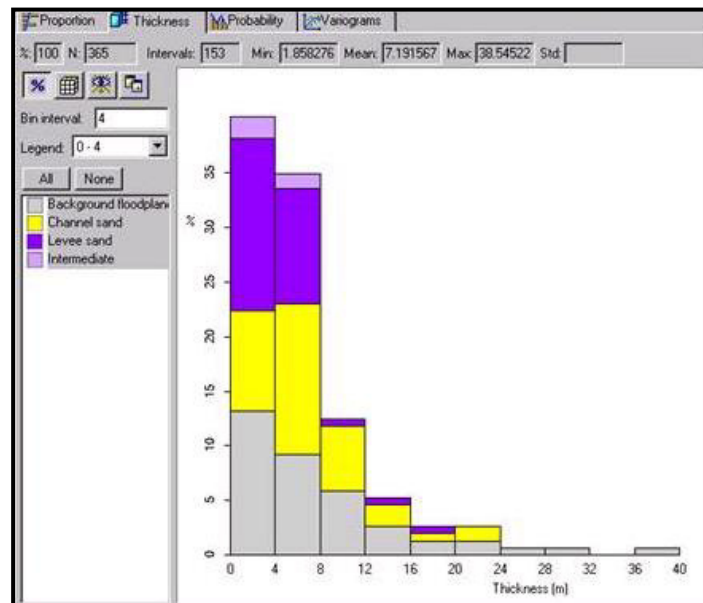 Proportion Thickness Probability Variograms
%: 100 N: 365 Intervals: 153 Min: 1.858276 Mean: 7.191567 Max: 38.54522 Std:
%
Bin interval: 4
Legend: 0 - 4
All None
Background floodplane
Channel sand
Levee sand
Intermediate
%
35
30
25
20
15
10
5
0
0 4 8 12 16 20 24 28 32 36 40
Thickness (m)